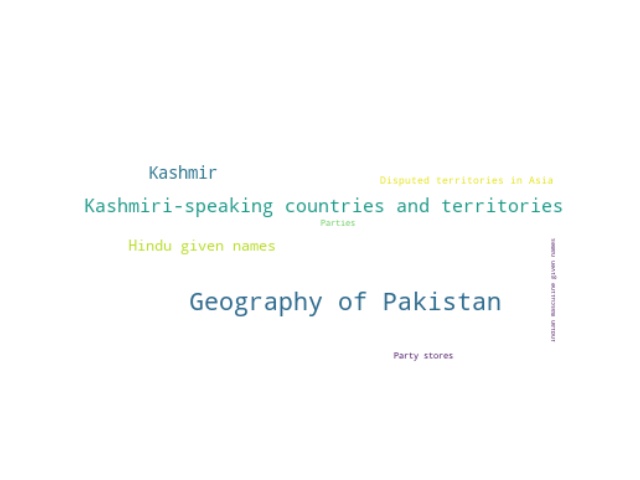 Kashmir
Disputed territories in Asia
Kashmiri-speaking countries and territories
Parties
Hindu given names
Indian masculine given names
Geography of Pakistan
Party stores